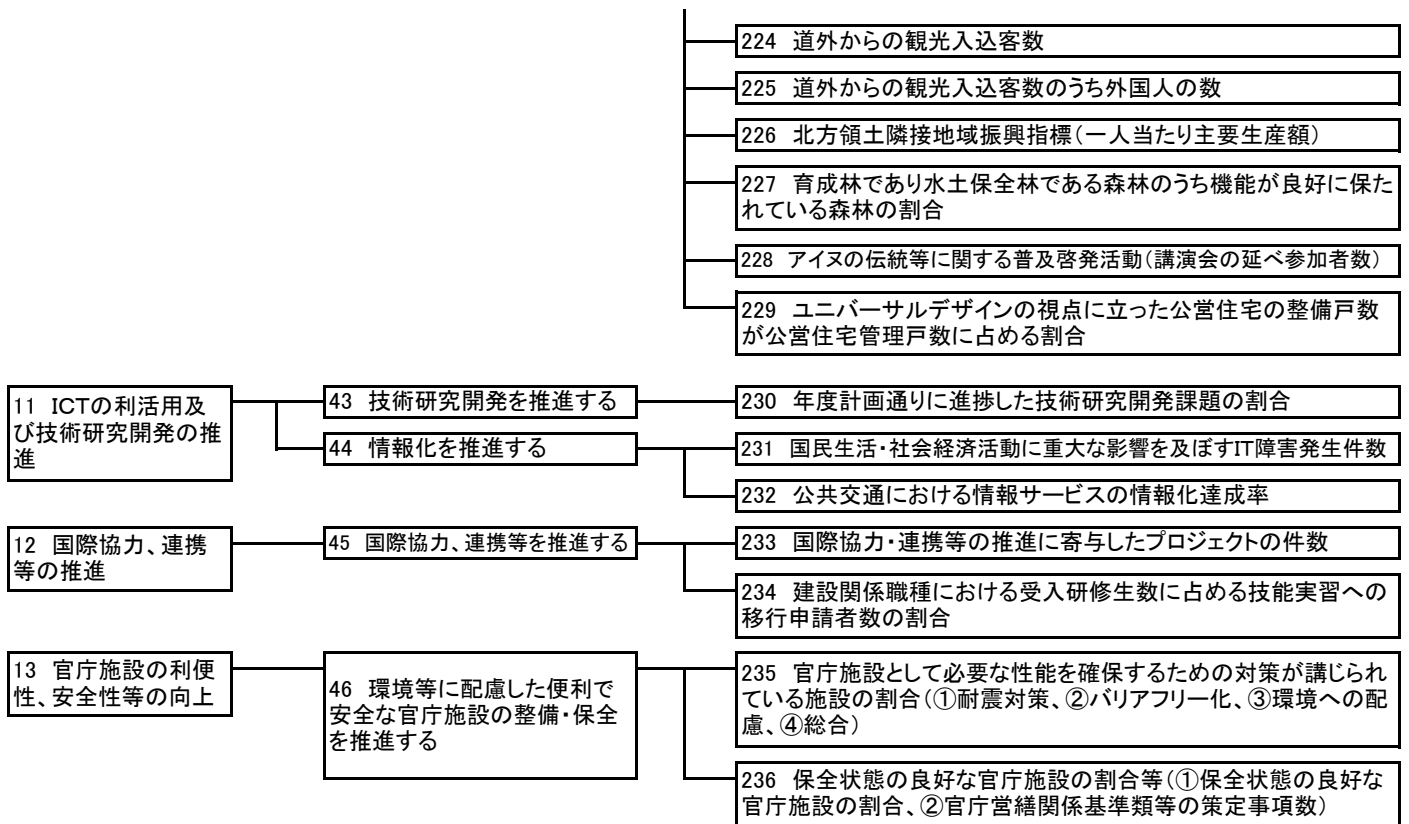 224 道外からの観光入込客数
225 道外からの観光入込客数のうち外国人の数
226 北方領土隣接地域振興指標(一人当たり主要生産額)
227 育成林であり水土保全林である森林のうち機能が良好に保た
れている森林の割合
228 アイヌの伝統等に関する普及啓発活動(講演会の延べ参加者数)
229 ユニバーサルデザインの視点に立った公営住宅の整備戸数
が公営住宅管理戸数に占める割合
11 ICTの利活用及
び技術研究開発の推
進
43 技術研究開発を推進する
230 年度計画通りに進捗した技術研究開発課題の割合
44 情報化を推進する
231 国民生活・社会経済活動に重大な影響を及ぼすIT障害発生件数
232 公共交通における情報サービスの情報化達成率
12 国際協力、連携
等の推進
45 国際協力、連携等を推進する
233 国際協力・連携等の推進に寄与したプロジェクトの件数
234 建設関係職種における受入研修生数に占める技能実習への
移行申請者数の割合
13 官庁施設の利便
性、安全性等の向上
46 環境等に配慮した便利で
安全な官庁施設の整備・保全
を推進する
235 官庁施設として必要な性能を確保するための対策が講じられ
ている施設の割合(①耐震対策、②バリアフリー化、③環境への配
慮、④総合)
236 保全状態の良好な官庁施設の割合等(①保全状態の良好な
官庁施設の割合、②官庁営繕関係基準類等の策定事項数)